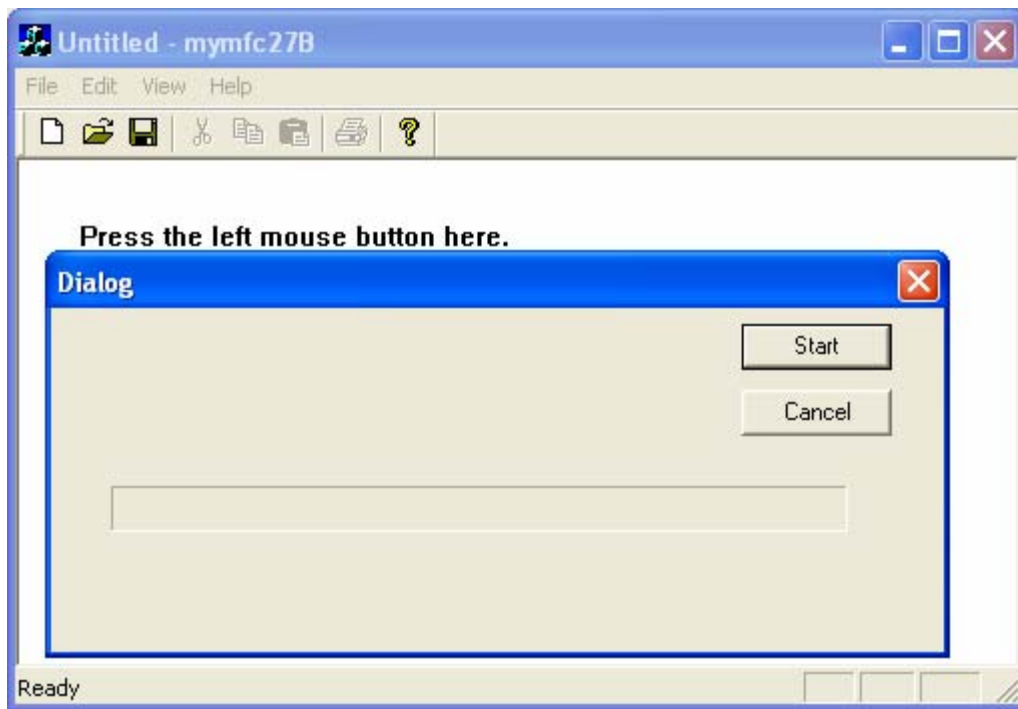 Untitled - mymfc27B
File Edit View Help
Press the left mouse button here.
Dialog
Start
Cancel
Ready